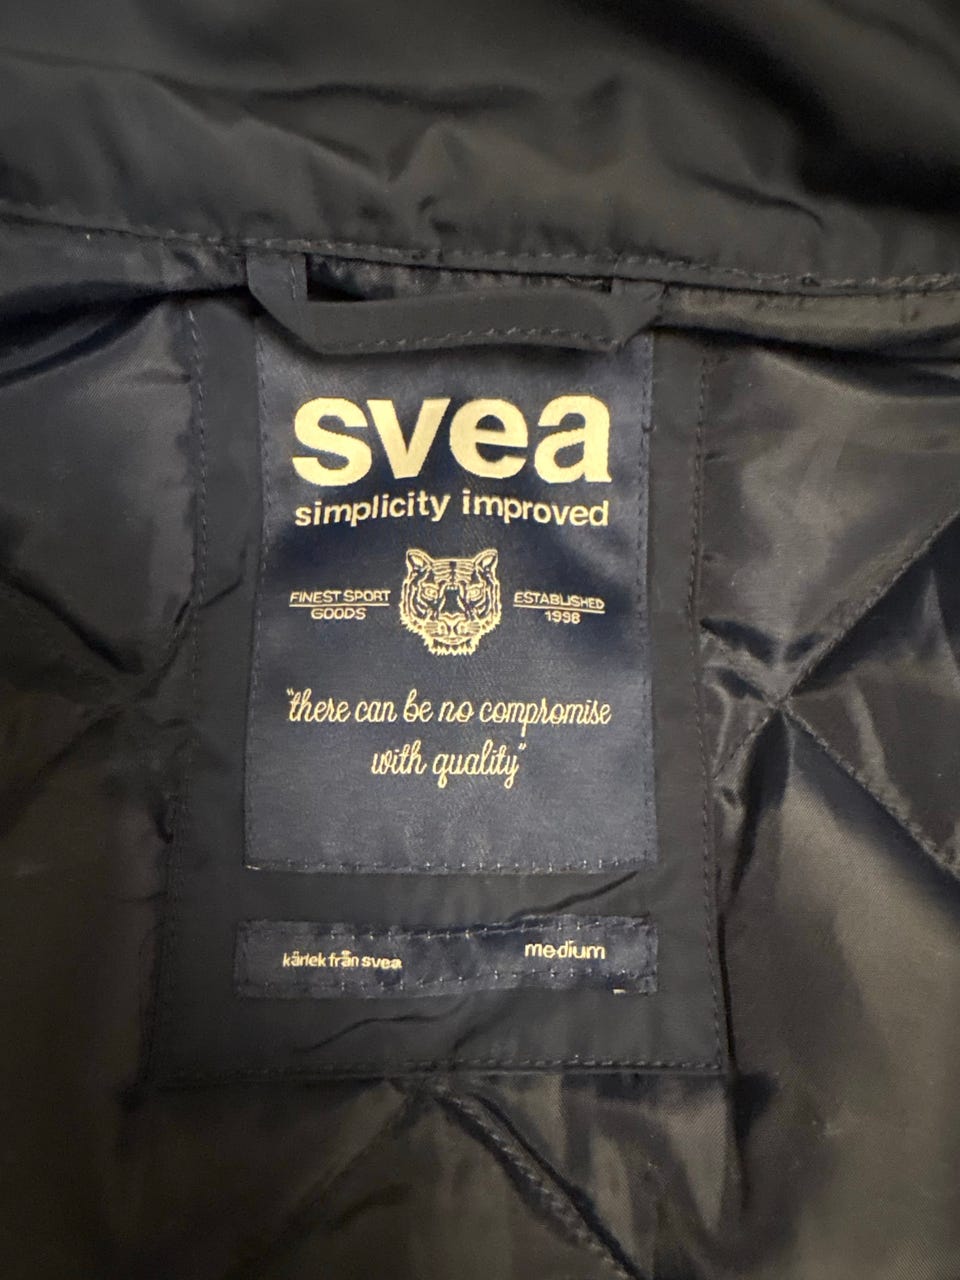 svea
simplicity improved
FINEST SPORT
GOODS
ESTABLISHED
1998
"there can be no compromise
with quality"
kärlek från svea
medium